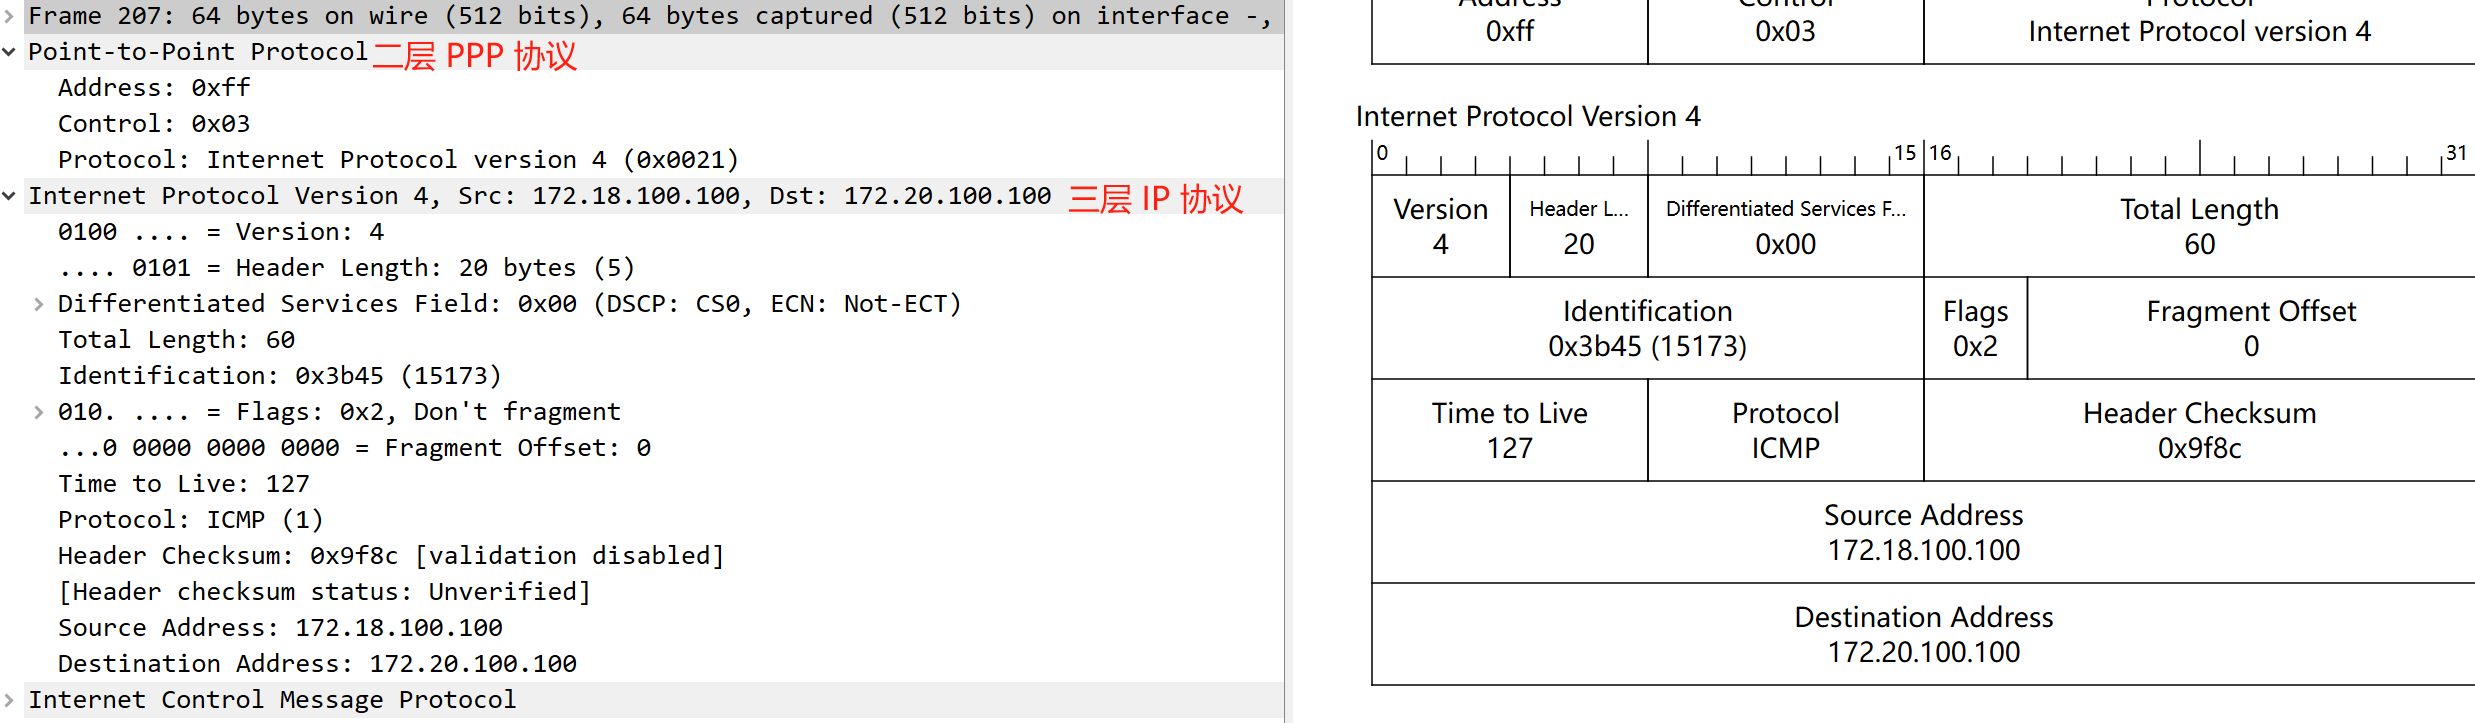 Frame 207: 64 bytes on wire (512 bits), 64 bytes captured (512 bits) on interface -,
Point-to-Point Protocol 二层 PPP 协议
Address: 0xff
Control: 0x03
Protocol: Internet Protocol version 4 (0x0021)
Internet Protocol Version 4, Src: 172.18.100.100, Dst: 172.20.100.100 三层 IP 协议
0100 .... = Version: 4
.... 0101 = Header Length: 20 bytes (5)
Differentiated Services Field: 0x00 (DSCP: CS0, ECN: Not-ECT)
Total Length: 60
Identification: 0x3b45 (15173)
010. .... = Flags: 0x2, Don't fragment
...0 0000 0000 0000 = Fragment Offset: 0
Time to Live: 127
Protocol: ICMP (1)
Header Checksum: 0x9f8c [validation disabled]
[Header checksum status: Unverified]
Source Address: 172.18.100.100
Destination Address: 172.20.100.100
Internet Control Message Protocol
Address Control Protocol
0xff 0x03 Internet Protocol version 4
Internet Protocol Version 4
0 15 16 31
Version Header L... Differentiated Services F... Total Length
4 20 0x00 60
Identification Flags Fragment Offset
0x3b45 (15173) 0x2 0
Time to Live Protocol Header Checksum
127 ICMP 0x9f8c
Source Address
172.18.100.100
Destination Address
172.20.100.100